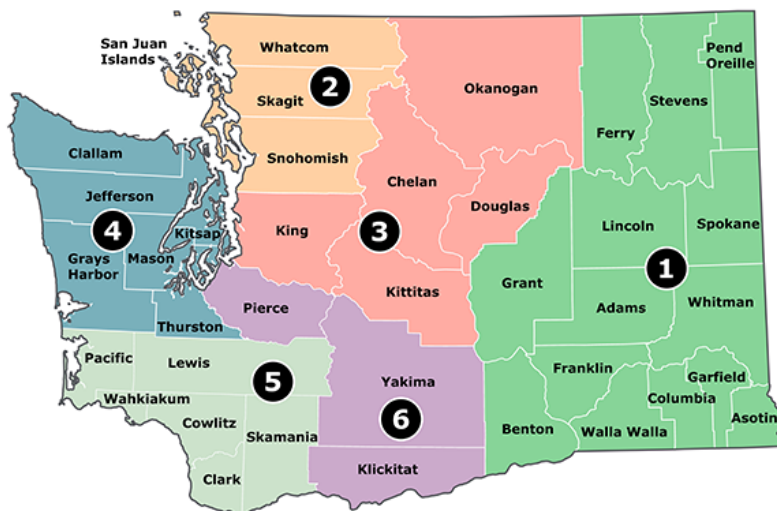 San Juan
Islands
Whatcom
2
Skagit
Snohomish
Okanogan
Ferry
Stevens
Pend
Oreille
Clallam
Jefferson
4
Kitsap
Grays
Harbor
Mason
Thurston
King
Chelan
Douglas
3
Kittitas
Lincoln
Spokane
1
Grant
Adams
Whitman
Pierce
Pacific
Lewis
5
Wahkiakum
Cowlitz
Skamania
Clark
Yakima
6
Klickitat
Benton
Franklin
Walla Walla
Columbia
Garfield
Asotin